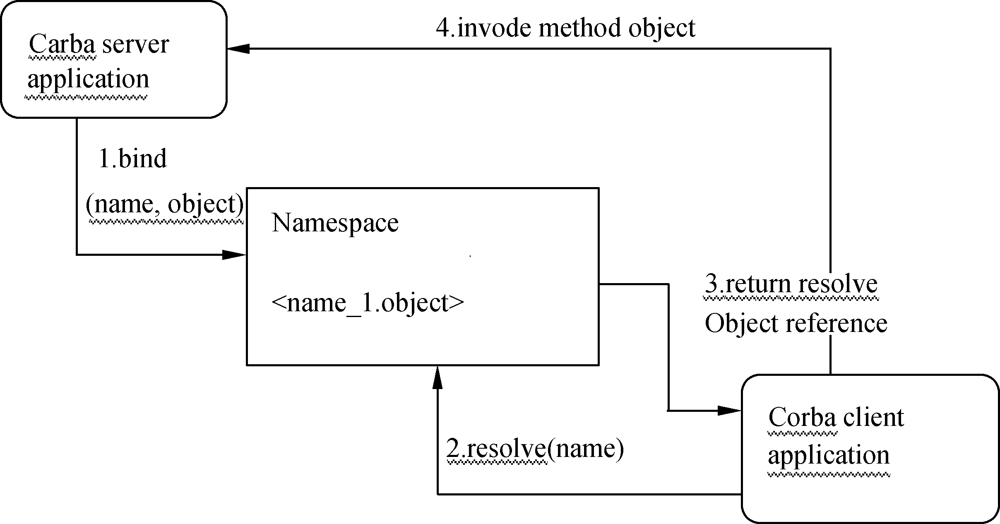 4.invode method object
Carba server
application
1.bind
(name, object)
Namespace
<name_1.object>
3.return resolve
Object reference
2.resolve(name)
Corba client
application